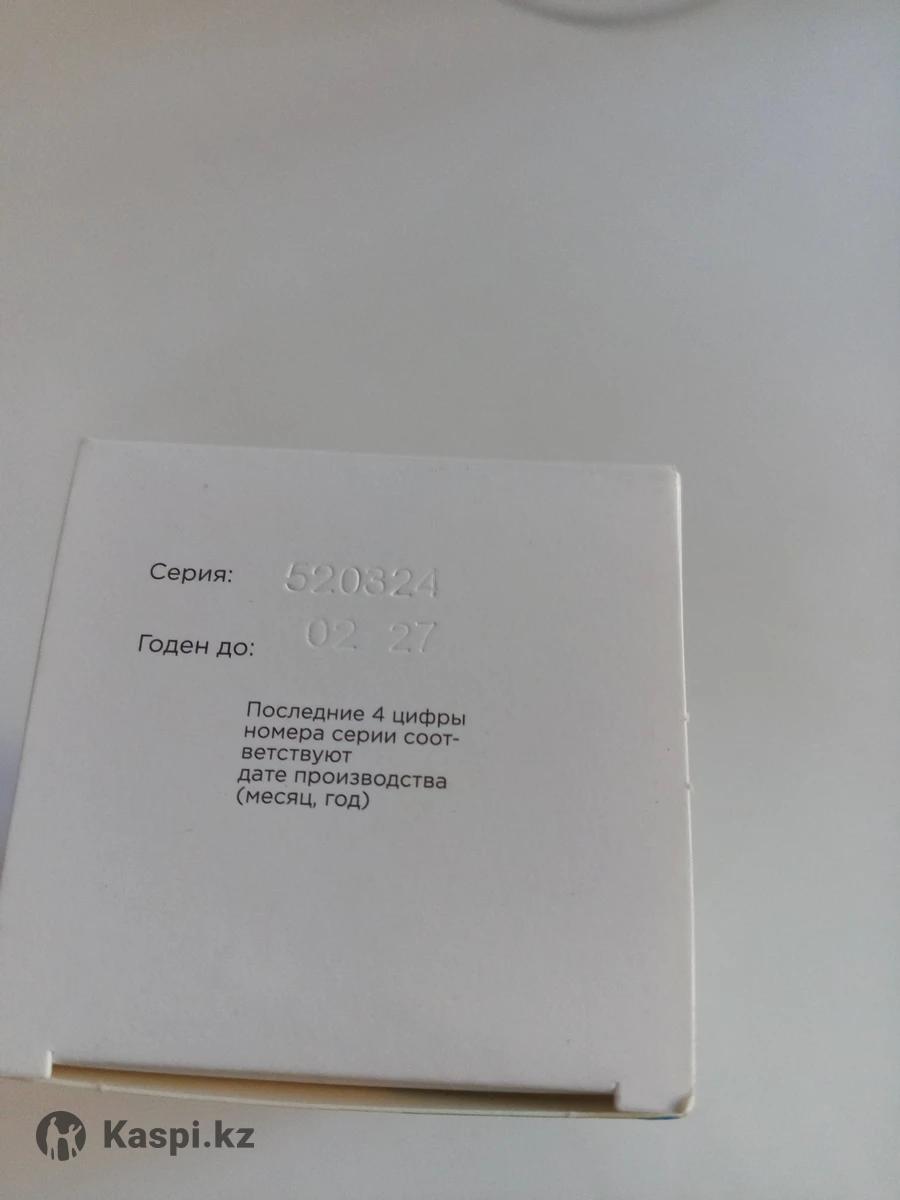 Серия: 520324
Годен до: 02 27
Последние 4 цифры
номера серии соот-
ветствуют
дате производства
(месяц, год)
Kaspi.kz